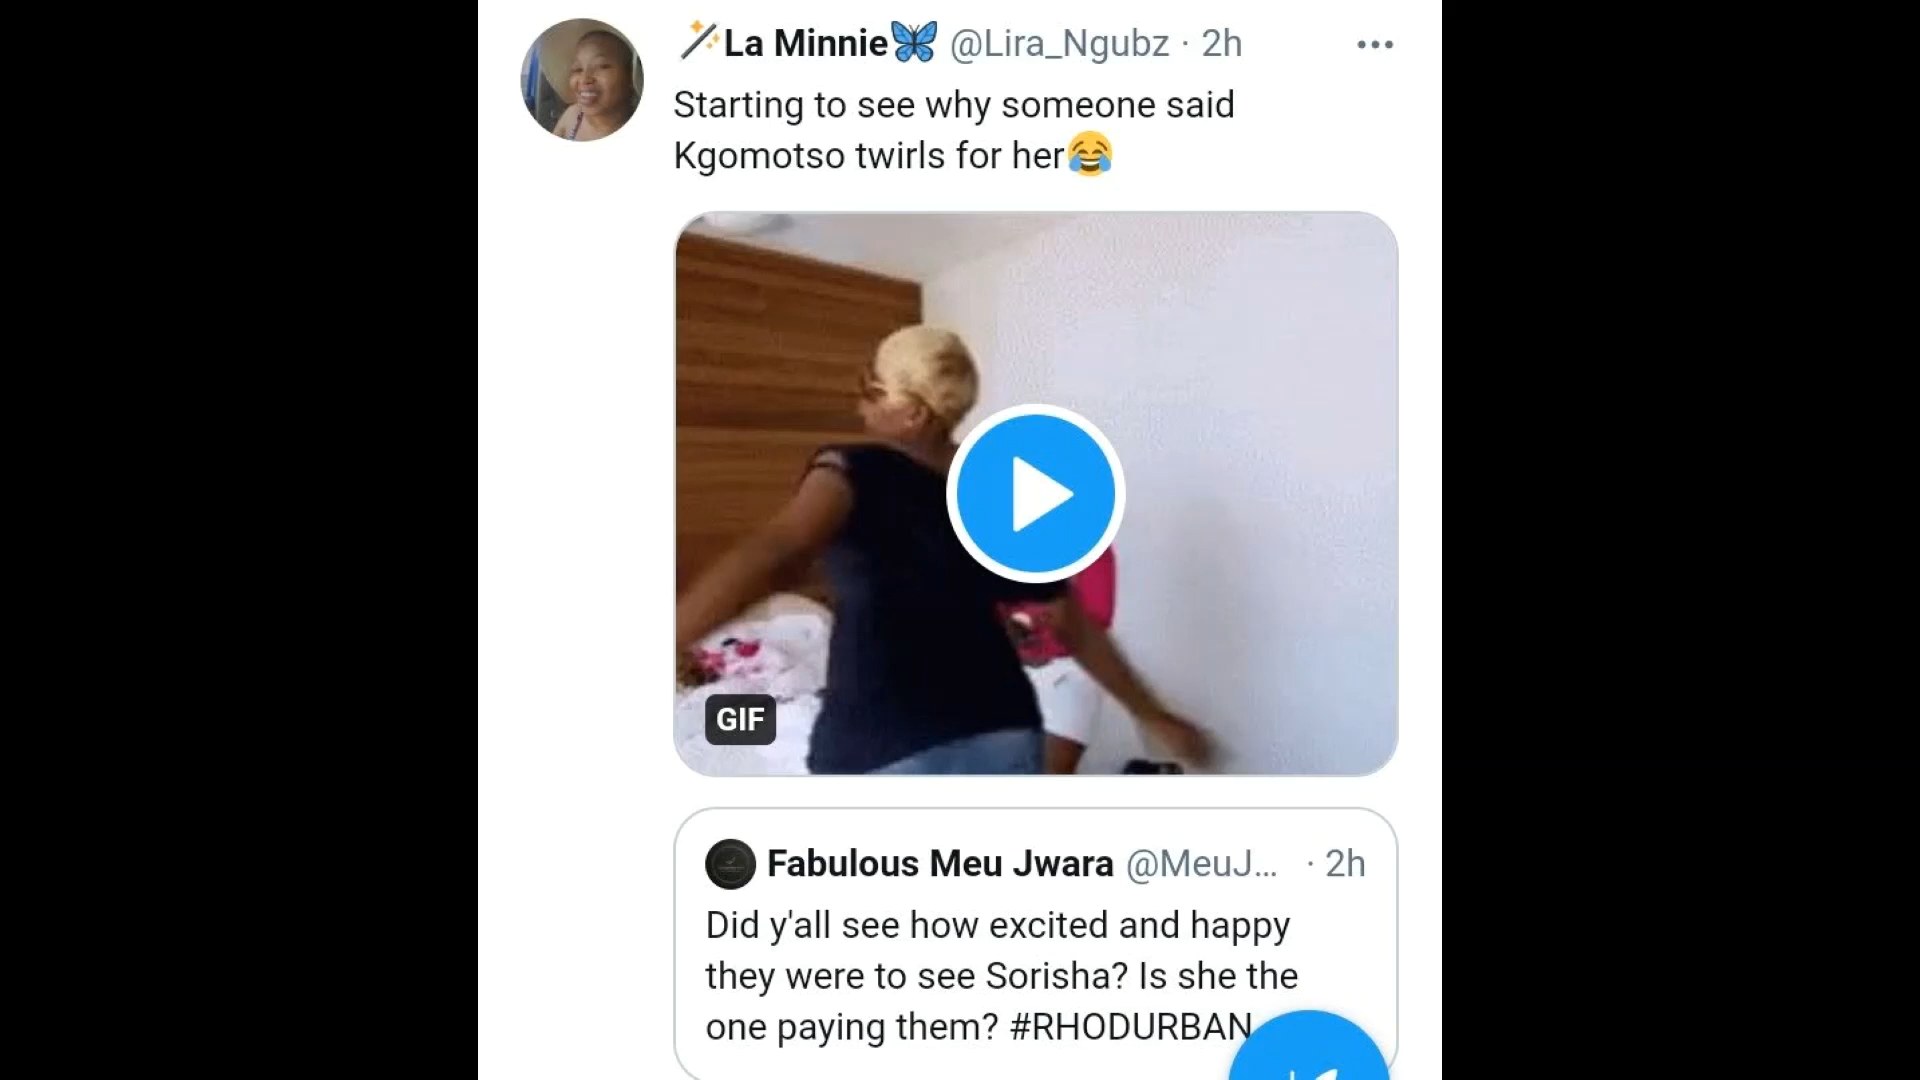 🪄La Minnie🦋 @Lira_Ngubz · 2h
Starting to see why someone said
Kgomotso twirls for her😂
GIF
Fabulous Meu Jwara @MeuJ... · 2h
Did y'all see how excited and happy
they were to see Sorisha? Is she the
one paying them? #RHODURBAN